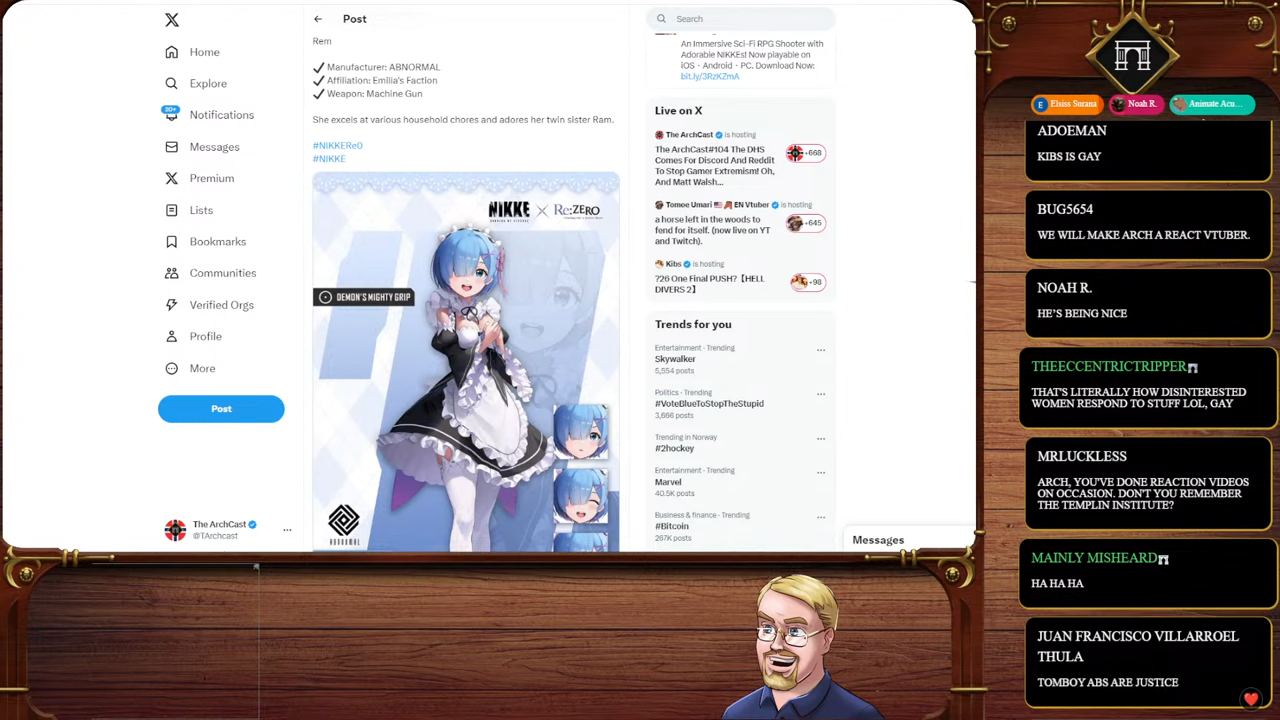 Post
Search
Home
Explore
20+
Notifications
Messages
Premium
Lists
Bookmarks
Communities
Verified Orgs
Profile
More
Post
The ArchCast
@TArchcast
Rem
Manufacturer: ABNORMAL
Affiliation: Emilia's Faction
Weapon: Machine Gun
She excels at various household chores and adores her twin sister Ram.
#NIKKERe0
#NIKKE
NIKKE × Re:ZERO
DEMON'S MIGHTY GRIP
ABNORMAL
An Immersive Sci-Fi RPG Shooter with
Adorable NIKKEs! Now playable on
iOS · Android · PC. Download Now:
bit.ly/3RzKZmA
Live on X
The ArchCast is hosting
The ArchCast#104 The DHS
Comes For Discord And Reddit
To Stop Gamer Extremism! Oh,
And Matt Walsh...
+668
Tomoe Umari EN Vtuber is hosting
a horse left in the woods to
fend for itself. (now live on YT
and Twitch).
+645
Kibs is hosting
?26 One Final PUSH?【HELL
DIVERS 2】
+98
Trends for you
Entertainment · Trending
Skywalker
5,554 posts
Politics · Trending
#VoteBlueToStopTheStupid
3,666 posts
Trending in Norway
#2hockey
Entertainment · Trending
Marvel
40.5K posts
Business & finance · Trending
#Bitcoin
267K posts
Messages
E Elsiss Surana
Noah R.
Animate Acu...
ADOEMAN
KIBS IS GAY
BUG5654
WE WILL MAKE ARCH A REACT VTUBER.
NOAH R.
HE'S BEING NICE
THEECCENTRICTRIPPER
THAT'S LITERALLY HOW DISINTERESTED
WOMEN RESPOND TO STUFF LOL, GAY
MRLUCKLESS
ARCH, YOU'VE DONE REACTION VIDEOS
ON OCCASION. DON'T YOU REMEMBER
THE TEMPLIN INSTITUTE?
MAINLY MISHEARD
HA HA HA
JUAN FRANCISCO VILLARROEL
THULA
TOMBOY ABS ARE JUSTICE